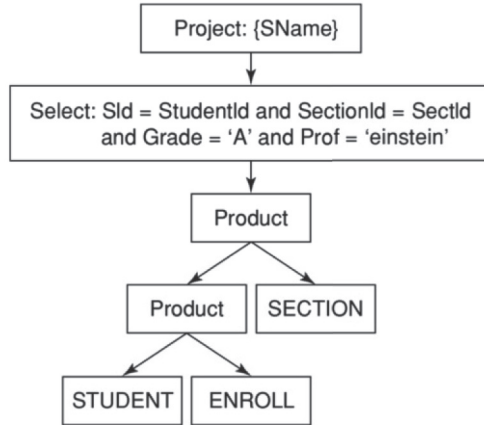 Project: {SName}
Select: SId = StudentId and SectionId = SectId
and Grade = ‘A’ and Prof = ‘einstein’
Product
Product
SECTION
STUDENT
ENROLL